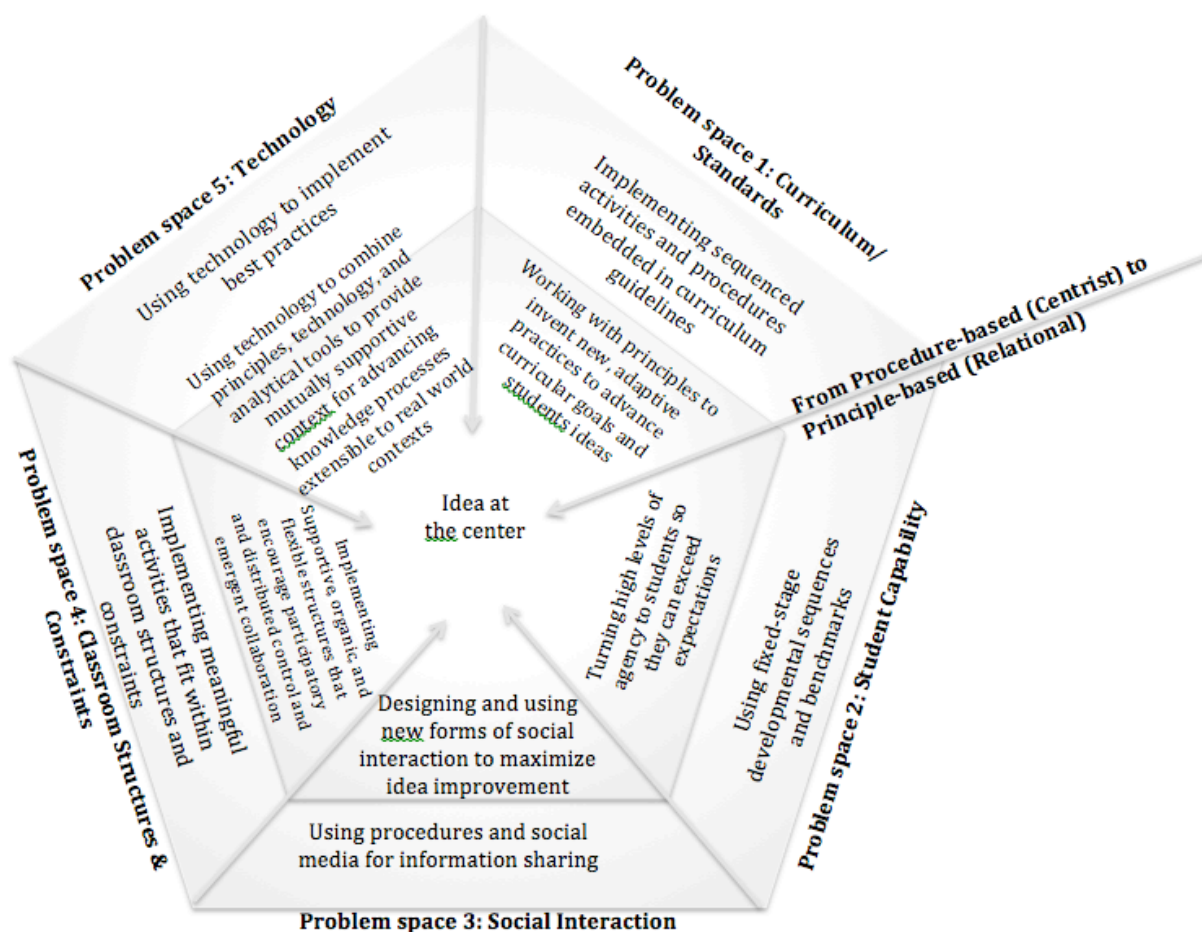 Problem space 1: Curriculum/
Standards
Implementing sequenced
activities and procedures
embedded in curriculum
guidelines
Working with principles to
invent new, adaptive
practices to advance
curricular goals and
students ideas
From Procedure-based (Centrist) to
Principle-based (Relational)
Problem space 2: Student Capability
Using fixed-stage
developmental sequences
and benchmarks
Turning high levels of
agency to students so
they can exceed
expectations
Problem space 3: Social Interaction
Using procedures and social
media for information sharing
Designing and using
new forms of social
interaction to maximize
idea improvement
Problem space 4: Classroom Structures &
Constraints
Implementing meaningful
activities that fit within
classroom structures and
constraints
Implementing
Supportive, organic, and
flexible structures that
encourage participatory
and distributed control and
emergent collaboration
Problem space 5: Technology
Using technology to implement
best practices
Using technology to combine
principles, technology, and
analytical tools to provide
mutually supportive
context for advancing
knowledge processes
extensible to real world
contexts
Idea at
the center